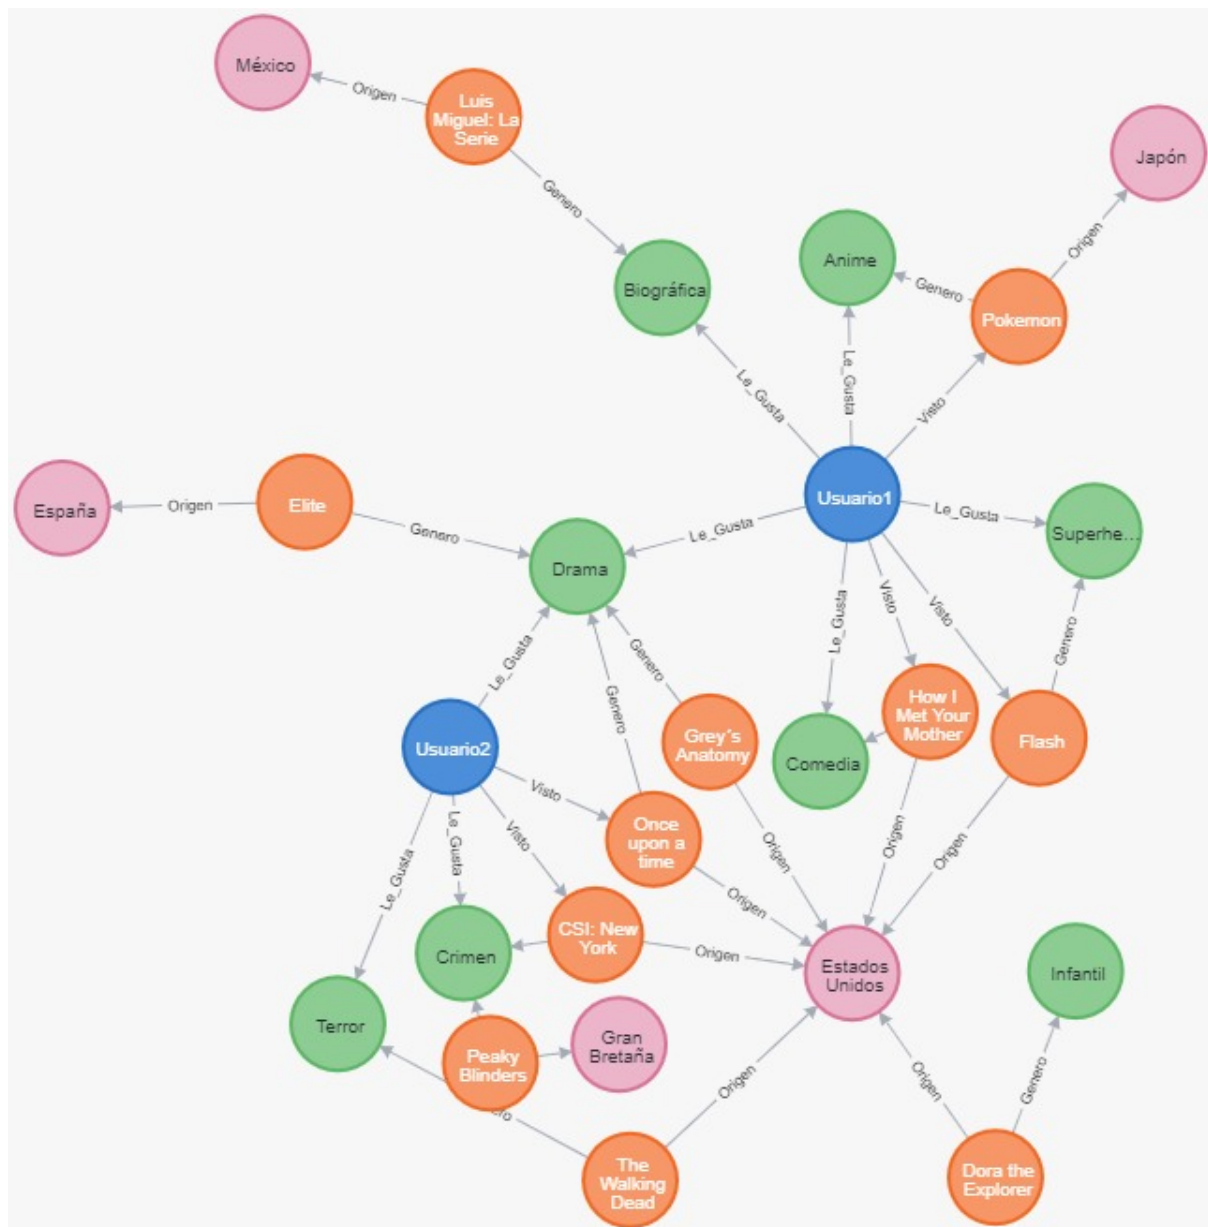 México
Origen
Luis
Miguel: La
Serie
Genero
Biográfica
Japón
Origen
Anime
Genero
Pokemon
Le_Gusta
Le_Gusta
Visto
Usuario1
Le_Gusta
Superhe...
España
Origen
Elite
Genero
Le_Gusta
Drama
Le_Gusta
Visto
Visto
Genero
Le_Gusta
Genero
Genero
Usuario2
Grey's
Anatomy
How I
Met Your
Mother
Flash
Comedia
Visto
Once
upon a
time
Le_Gusta
Visto
Le_Gusta
Origen
Origen
Origen
Origen
CSI: New
York
Origen
Crimen
Estados
Unidos
Infantil
Terror
Gran
Bretaña
Peaky
Blinders
Origen
Origen
Genero
The
Walking
Dead
Dora the
Explorer